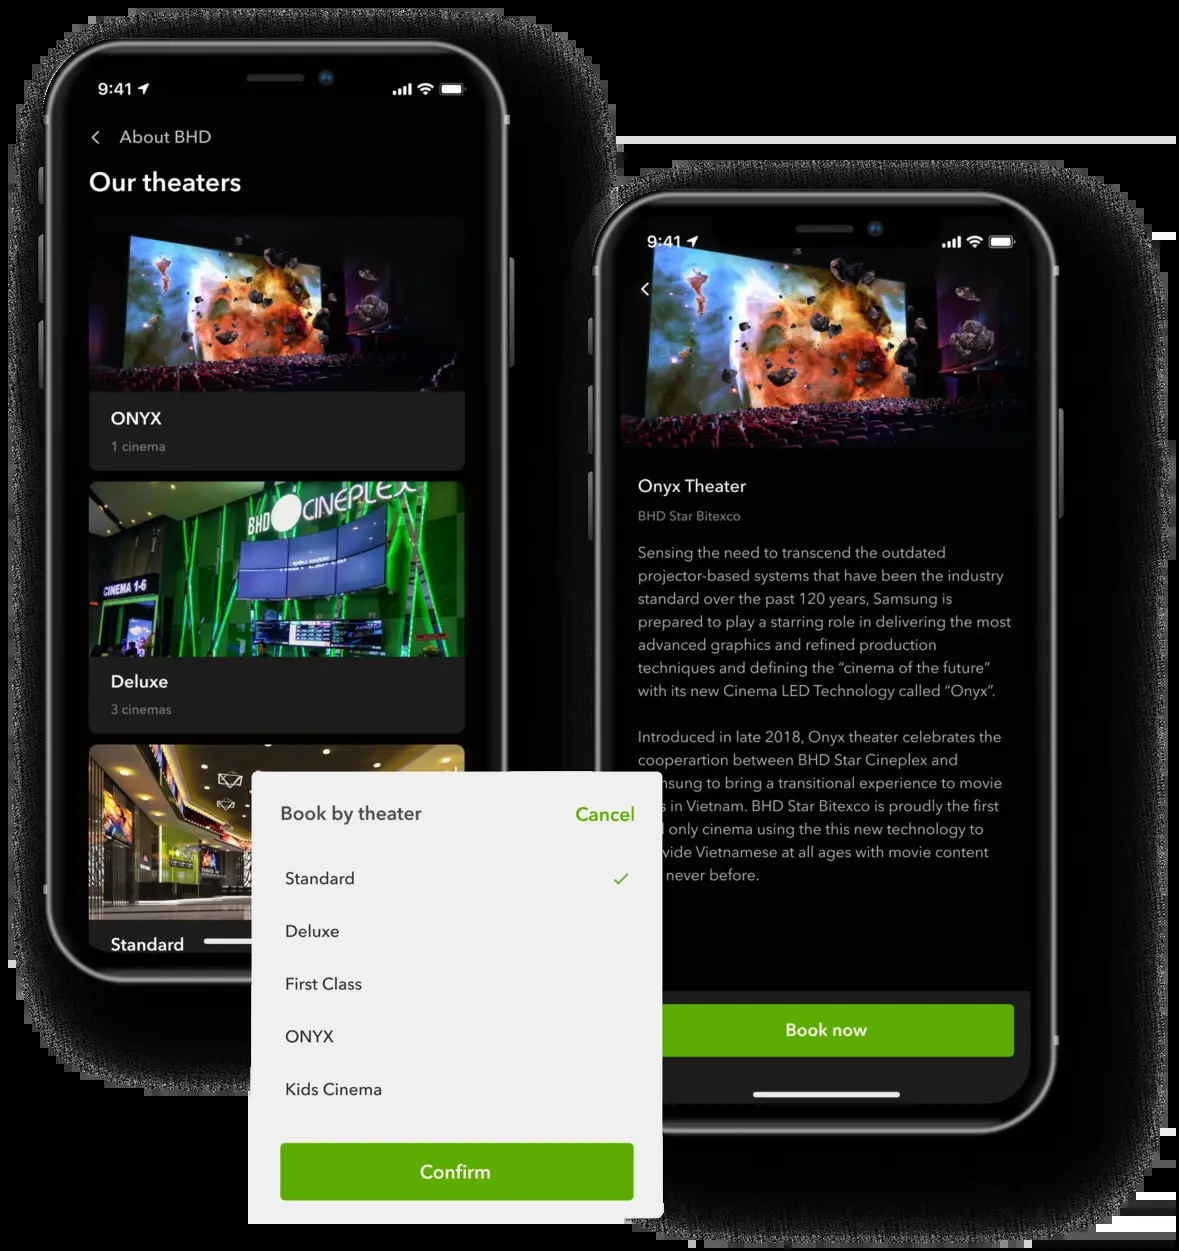 9:41
About BHD
Our theaters
ONYX
1 cinema
BHD CINEPLEX
CINEMA 1-6
Deluxe
3 cinemas
Standard
9:41
Onyx Theater
BHD Star Bitexco
Sensing the need to transcend the outdated
projector-based systems that have been the industry
standard over the past 120 years, Samsung is
prepared to play a starring role in delivering the most
advanced graphics and refined production
techniques and defining the “cinema of the future”
with its new Cinema LED Technology called “Onyx”.
Introduced in late 2018, Onyx theater celebrates the
cooperartion between BHD Star Cineplex and
msung to bring a transitional experience to movie
s in Vietnam. BHD Star Bitexco is proudly the first
only cinema using the this new technology to
vide Vietnamese at all ages with movie content
never before.
Book now
Book by theater
Cancel
Standard
Deluxe
First Class
ONYX
Kids Cinema
Confirm